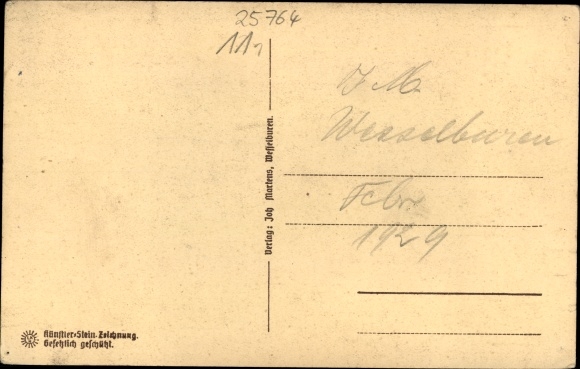 25764
11,
J M
Wesselburen
Febr.
1929
Verlag: Joh Martens, Wesselburen.
Künstler-Stein-Zeichnung.
Gesetzlich geschützt.